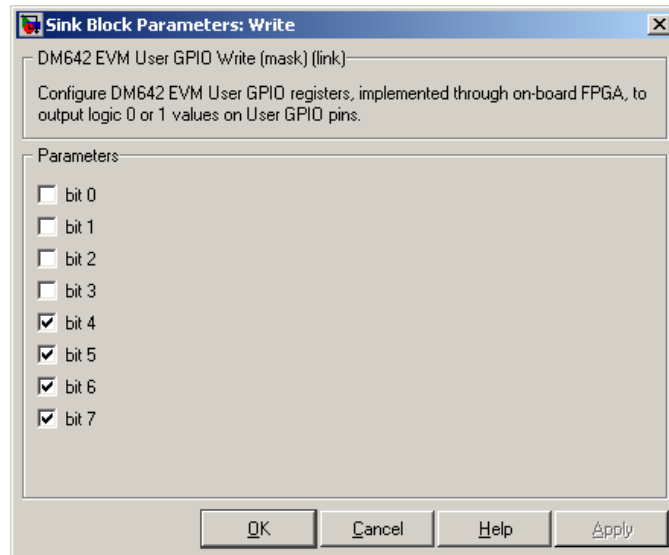 Sink Block Parameters: Write
DM642 EVM User GPIO Write (mask) (link)
Configure DM642 EVM User GPIO registers, implemented through on-board FPGA, to
output logic 0 or 1 values on User GPIO pins.
Parameters
bit 0
bit 1
bit 2
bit 3
bit 4
bit 5
bit 6
bit 7
OK Cancel Help Apply